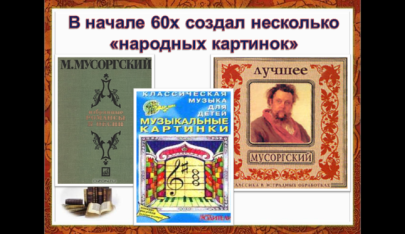 В начале 60х создал несколько
«народных картинок»
М.МУСОРГСКИЙ
КЛАССИЧЕСКАЯ
МУЗЫКА
ДЛЯ
ДЕТЕЙ
МУЗЫКАЛЬНЫЕ
КАРТИНКИ
лучшее
МУСОРГСКИЙ